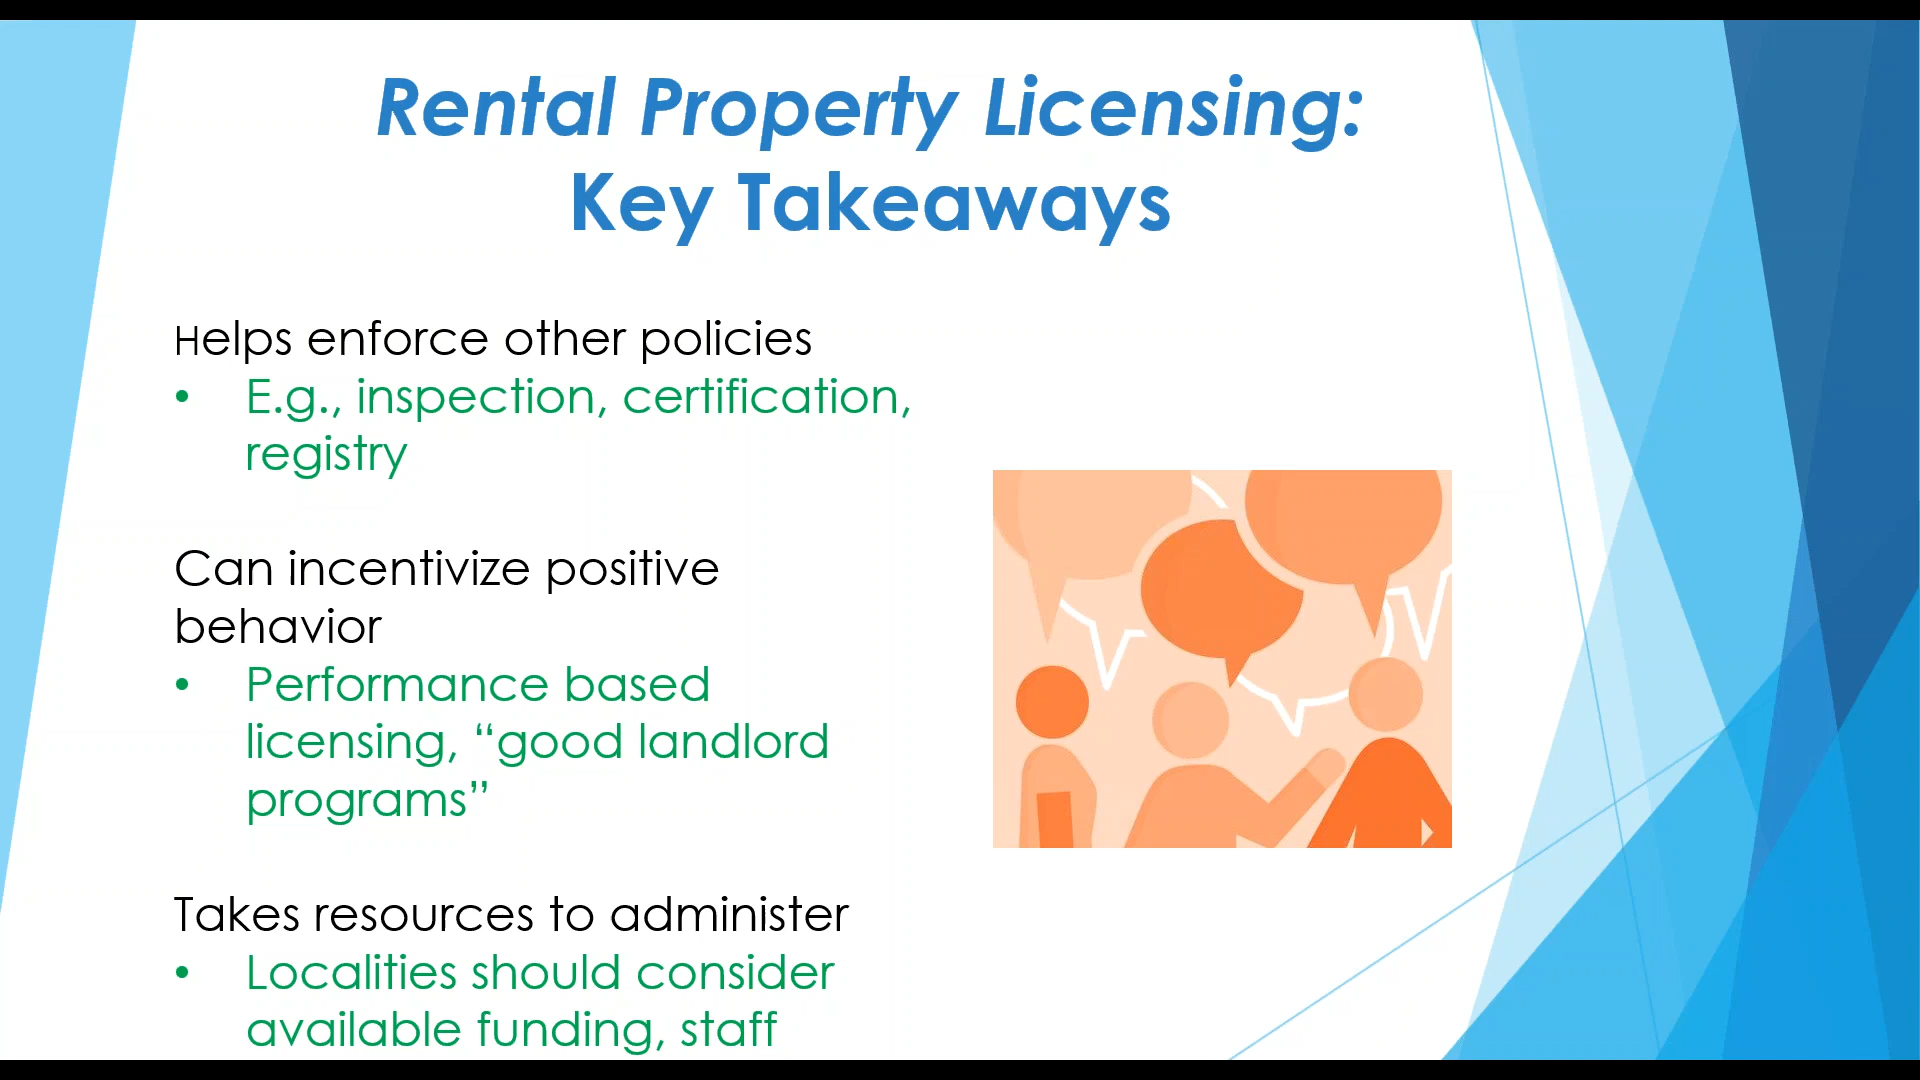 Rental Property Licensing:
Key Takeaways
Helps enforce other policies
• E.g., inspection, certification,
registry
Can incentivize positive
behavior
• Performance based
licensing, “good landlord
programs”
Takes resources to administer
• Localities should consider
available funding, staff